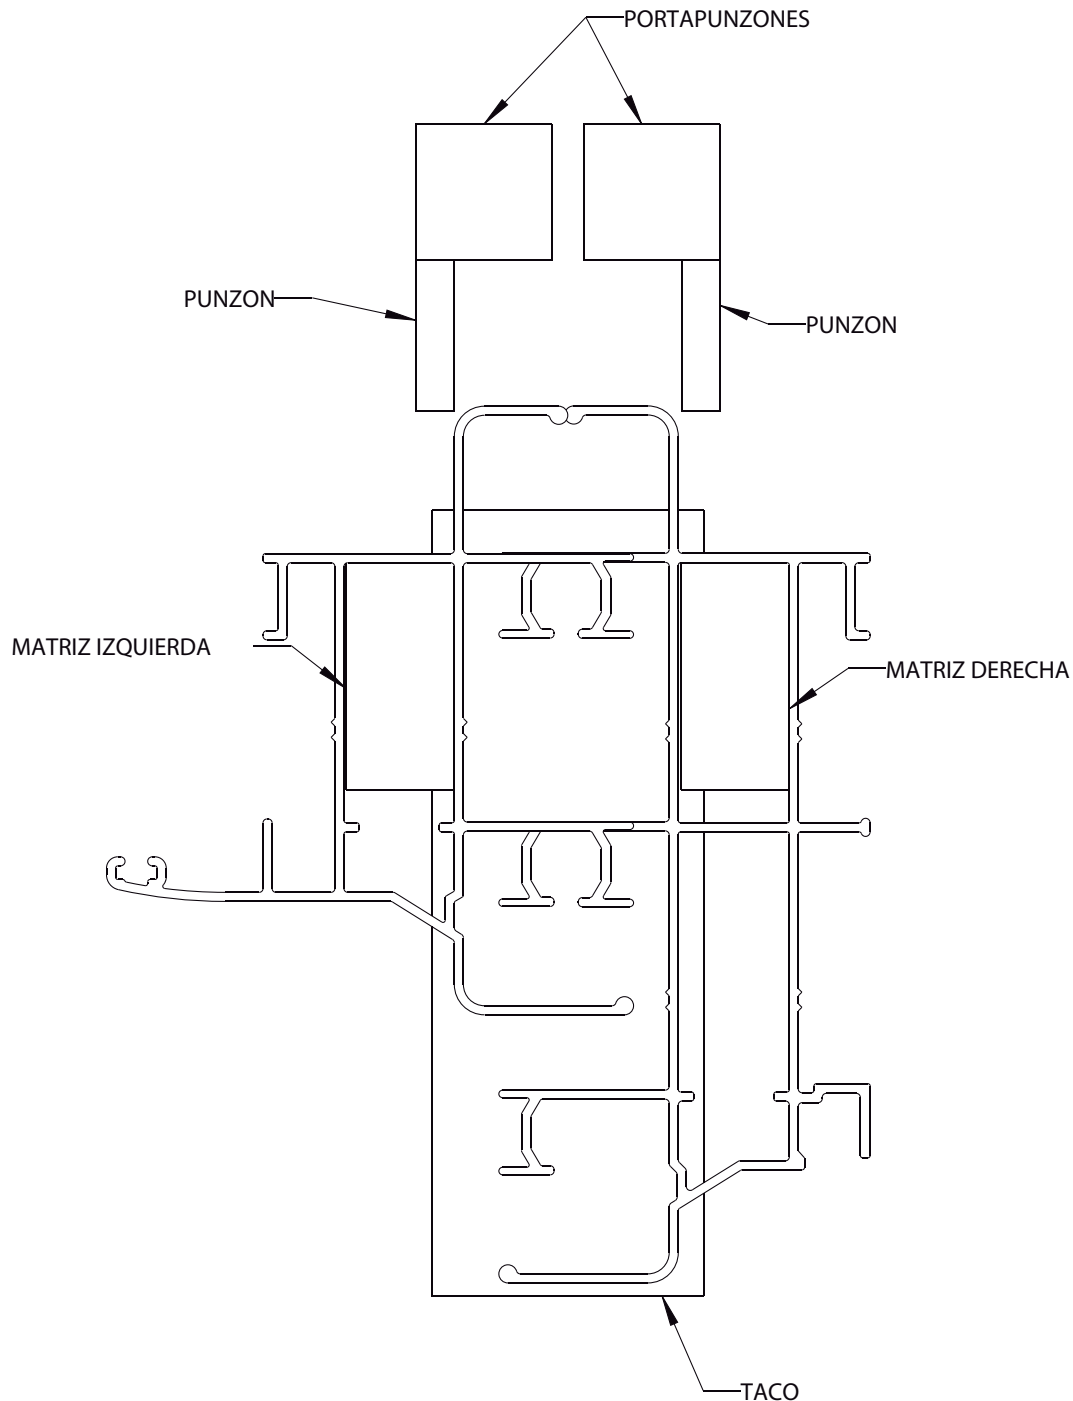 PORTAPUNZONES
PUNZON
PUNZON
MATRIZ IZQUIERDA
MATRIZ DERECHA
TACO